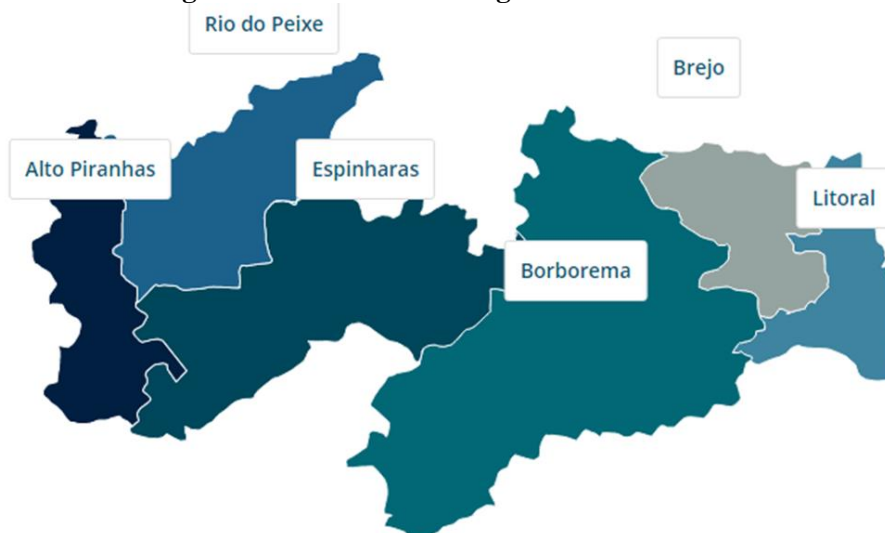 Rio do Peixe
Brejo
Alto Piranhas
Espinharas
Litoral
Borborema